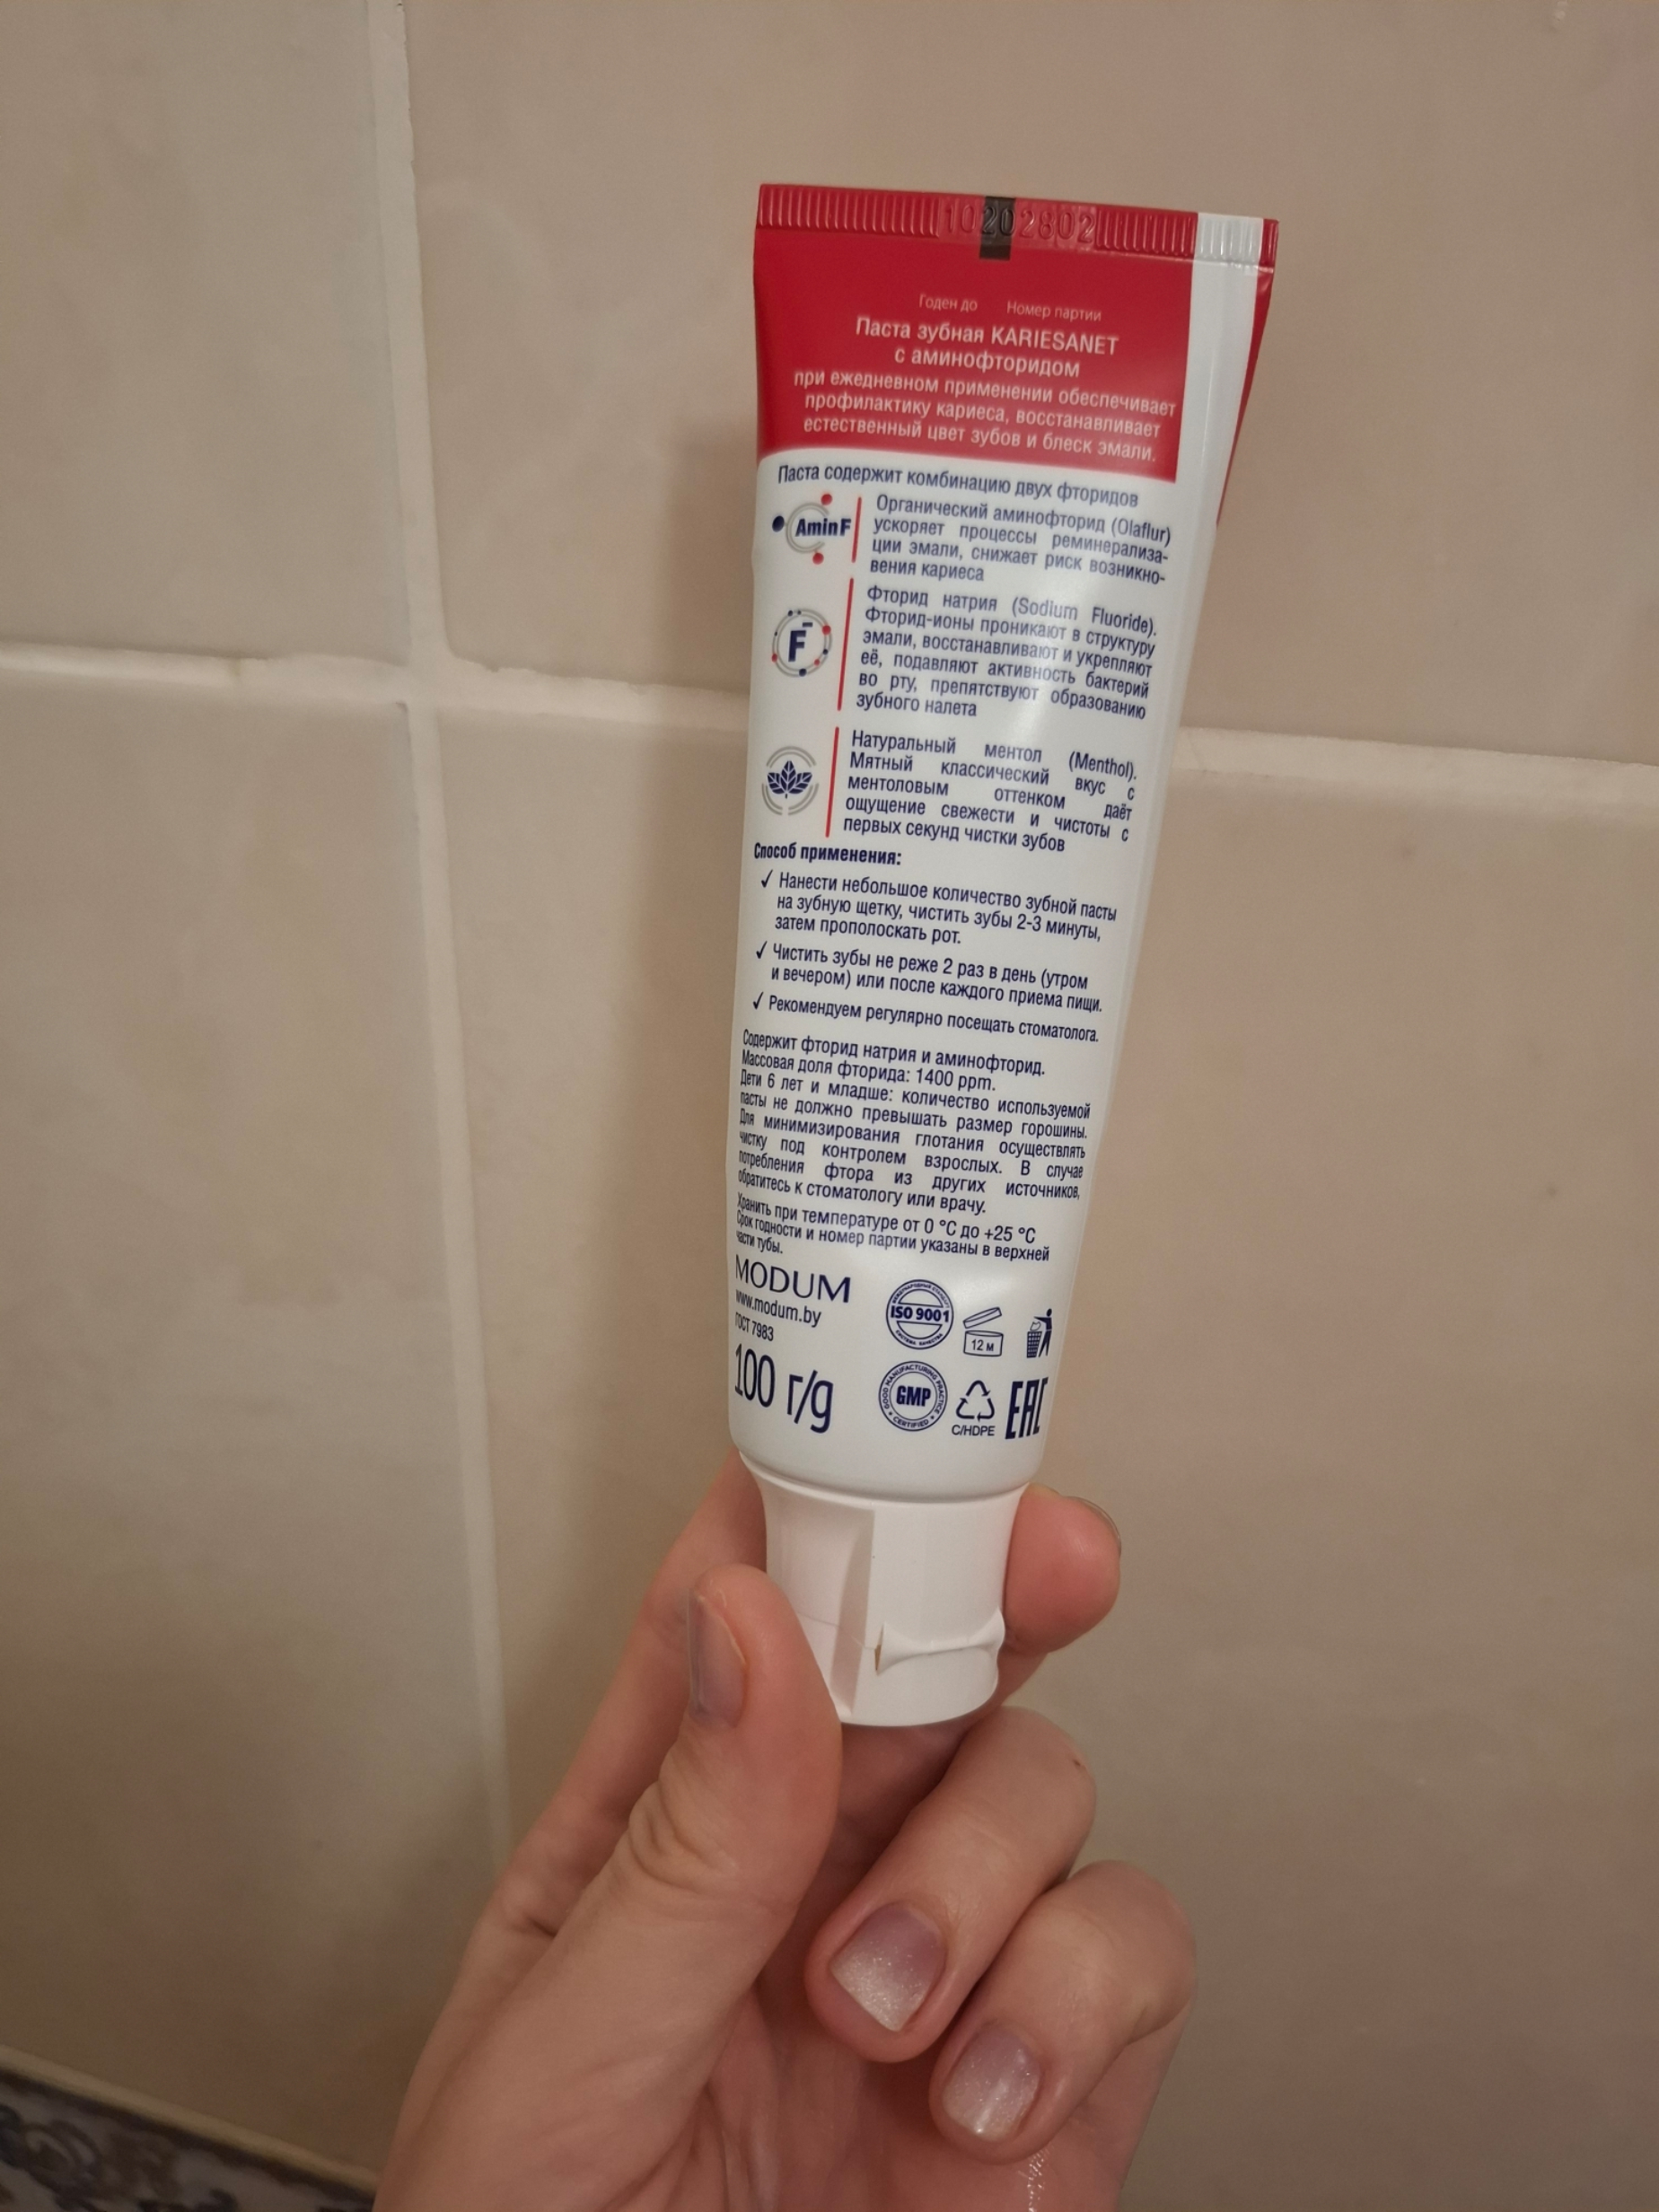 10202802
Годен до Номер партии
Паста зубная KARIESANET
с аминофторидом
при ежедневном применении обеспечивает
профилактику кариеса, восстанавливает
естественный цвет зубов и блеск эмали.
Паста содержит комбинацию двух фторидов
AminF
Органический аминофторид (Olaflur)
ускоряет процессы реминерализа-
ции эмали, снижает риск возникно-
вения кариеса
F-
Фторид натрия (Sodium Fluoride).
Фторид-ионы проникают в структуру
эмали, восстанавливают и укрепляют
её, подавляют активность бактерий
во рту, препятствуют образованию
зубного налета
Натуральный ментол (Menthol).
Мятный классический вкус с
ментоловым оттенком даёт
ощущение свежести и чистоты с
первых секунд чистки зубов
Способ применения:
✓ Нанести небольшое количество зубной пасты
на зубную щетку, чистить зубы 2-3 минуты,
затем прополоскать рот.
✓ Чистить зубы не реже 2 раз в день (утром
и вечером) или после каждого приема пищи.
✓ Рекомендуем регулярно посещать стоматолога.
Содержит фторид натрия и аминофторид.
Массовая доля фторида: 1400 ppm.
Дети 6 лет и младше: количество используемой
пасты не должно превышать размер горошины.
Для минимизирования глотания осуществлять
чистку под контролем взрослых. В случае
потребления фтора из других источников,
обратитесь к стоматологу или врачу.
Хранить при температуре от 0 °C до +25 °C
Срок годности и номер партии указаны в верхней
части тубы.
MODUM
www.modum.by
ГОСТ 7983
100 г/g
МЕЖДУНАРОДНЫЙ СТАНДАРТ
ISO 9001
СИСТЕМА КАЧЕСТВА
12 м
GOOD MANUFACTURING PRACTICE
GMP
CERTIFIED
C/HDPE
EAC